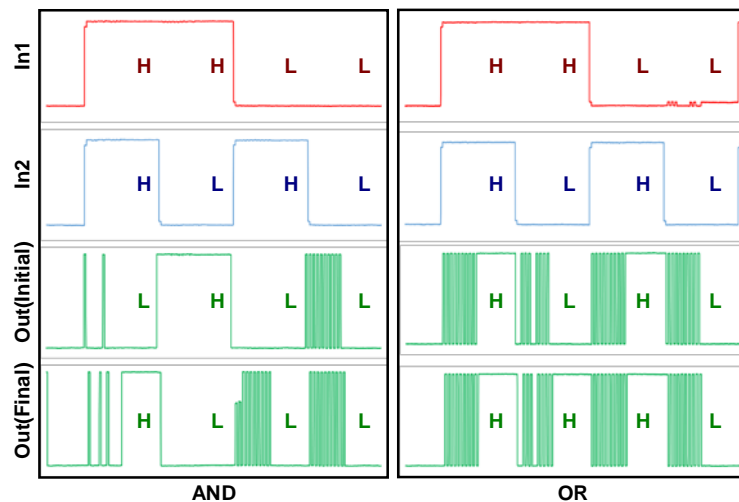 In1
H H L L
H H L L
In2
H L H L
H L H L
Out(Initial)
L H L L
H L H L
Out(Final)
H L L L
H H H L
AND
OR